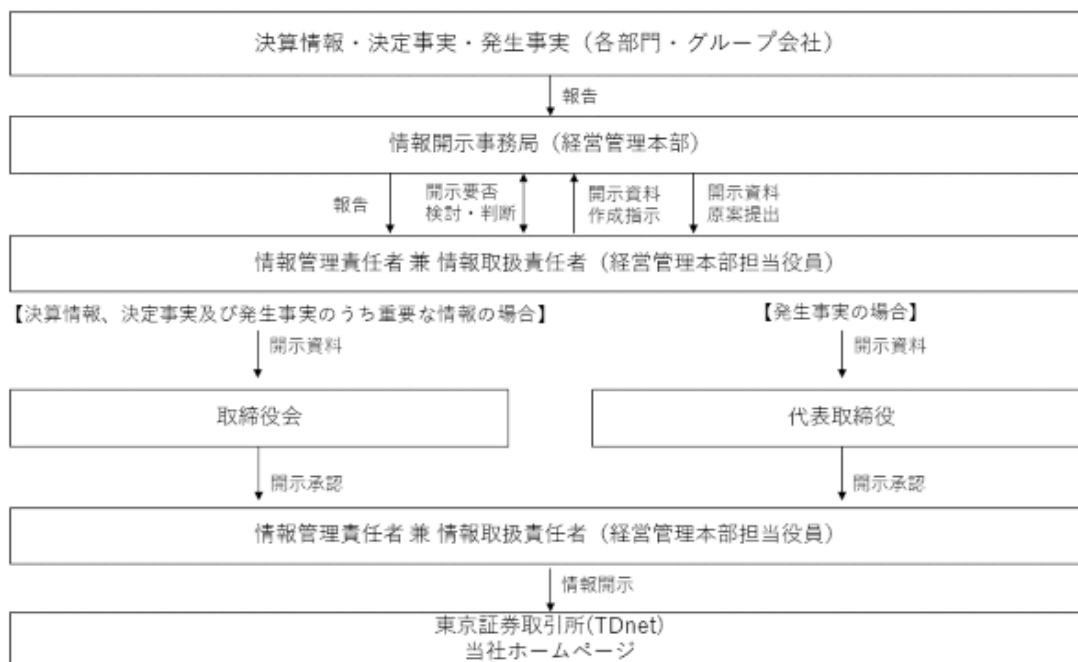 決算情報・決定事実・発生事実（各部門・グループ会社）
報告
情報開示事務局（経営管理本部）
報告
開示要否
検討・判断
開示資料
作成指示
開示資料
原案提出
情報管理責任者 兼 情報取扱責任者（経営管理本部担当役員）
【決算情報、決定事実及び発生事実のうち重要な情報の場合】
【発生事実の場合】
開示資料
開示資料
取締役会
代表取締役
開示承認
開示承認
情報管理責任者 兼 情報取扱責任者（経営管理本部担当役員）
情報開示
東京証券取引所(TDnet)
当社ホームページ